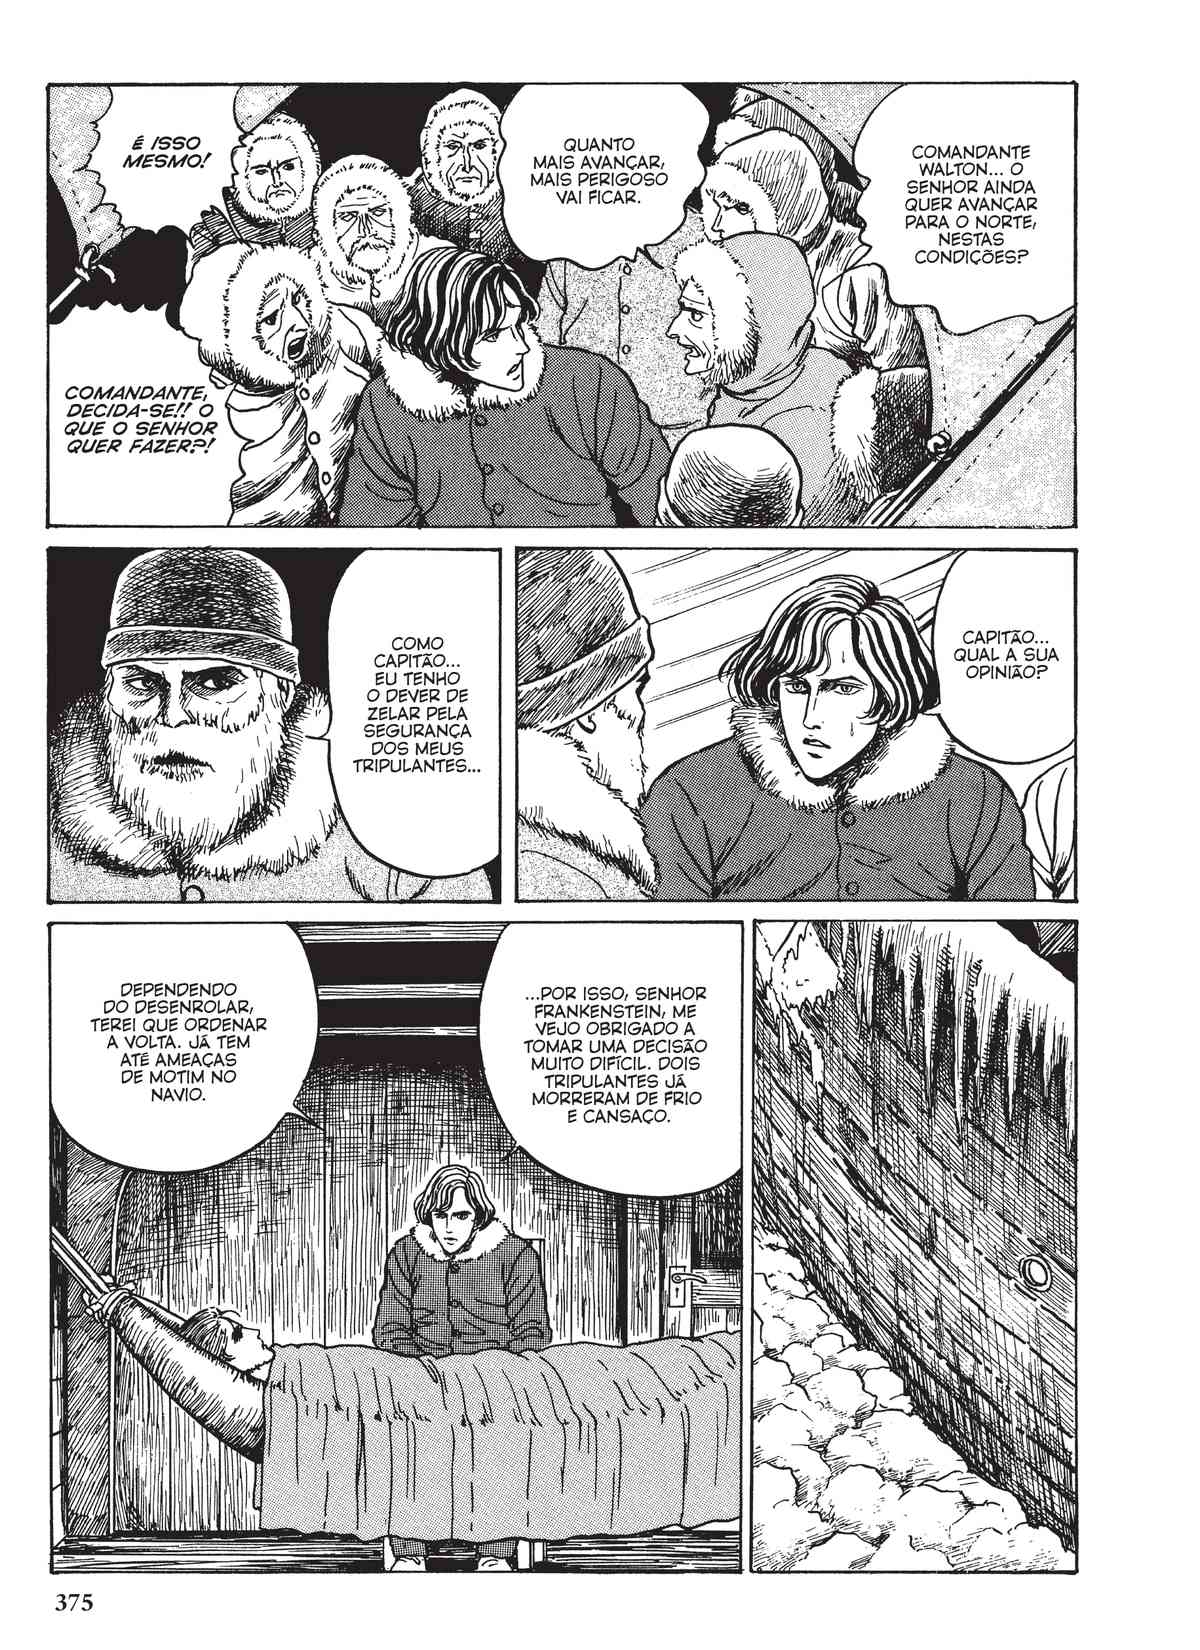 COMANDANTE
WALTON... O
SENHOR AINDA
QUER AVANÇAR
PARA O NORTE,
NESTAS
CONDIÇÕES?
QUANTO
MAIS AVANÇAR,
MAIS PERIGOSO
VAI FICAR.
É ISSO
MESMO!
COMANDANTE,
DECIDA-SE!! O
QUE O SENHOR
QUER FAZER?!
CAPITÃO...
QUAL A SUA
OPINIÃO?
COMO
CAPITÃO...
EU TENHO
O DEVER DE
ZELAR PELA
SEGURANÇA
DOS MEUS
TRIPULANTES...
...POR ISSO, SENHOR
FRANKENSTEIN, ME
VEJO OBRIGADO A
TOMAR UMA DECISÃO
MUITO DIFÍCIL. DOIS
TRIPULANTES JÁ
MORRERAM DE FRIO
E CANSAÇO.
DEPENDENDO
DO DESENROLAR,
TEREI QUE ORDENAR
A VOLTA. JÁ TEM
ATÉ AMEAÇAS
DE MOTIM NO
NAVIO.
375